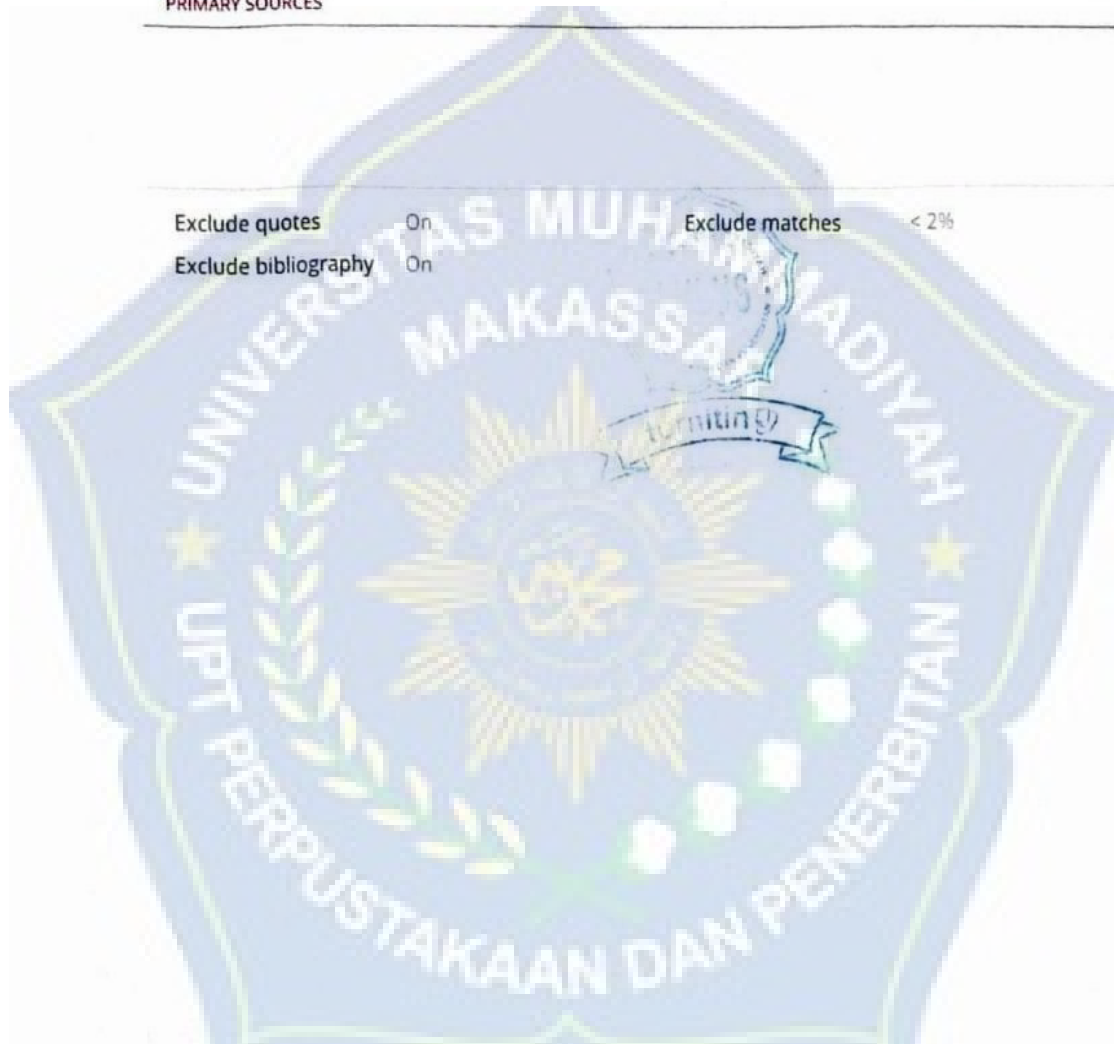 PRIMARY SOURCES
Exclude quotes On
Exclude matches < 2%
Exclude bibliography On
UNIVERSITAS MUHAMMADIYAH
MAKASSAR
turnitin
UPT PERPUSTAKAAN DAN PENERBITAN